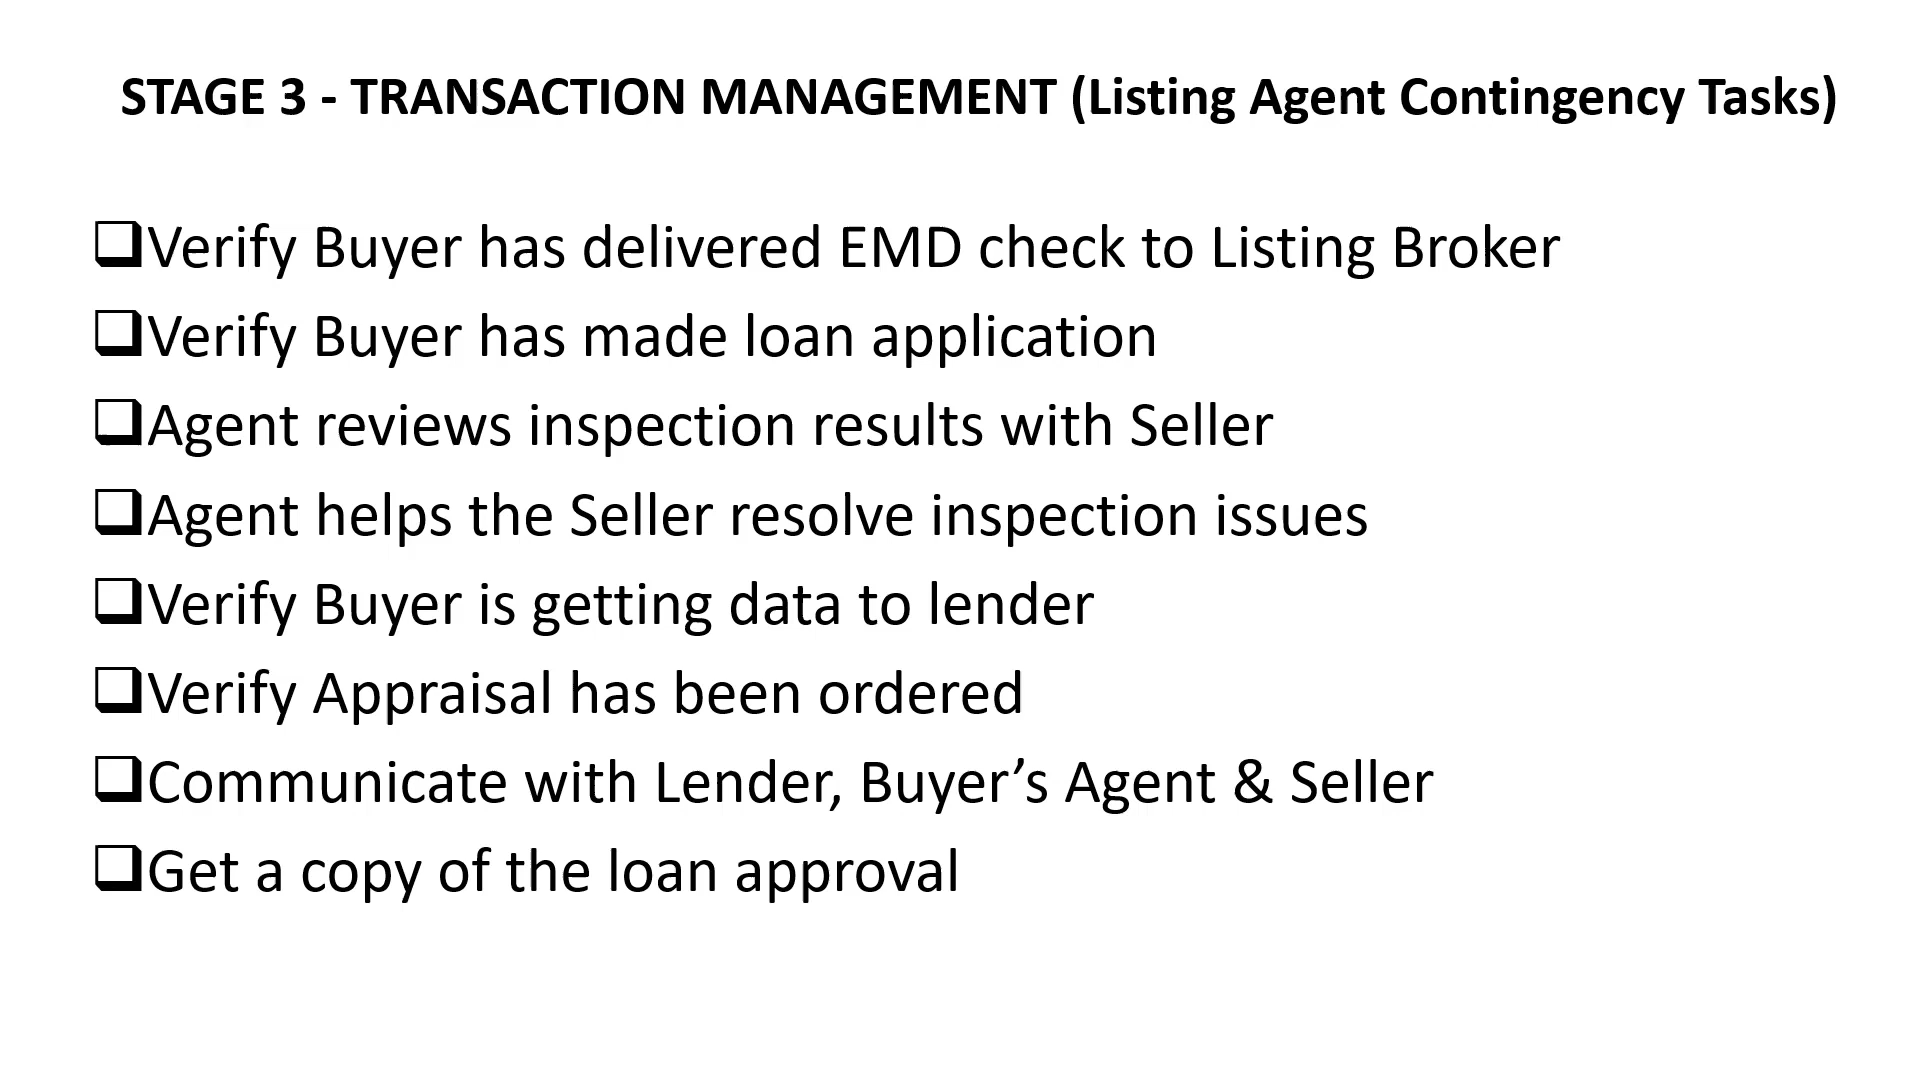 STAGE 3 - TRANSACTION MANAGEMENT (Listing Agent Contingency Tasks)
❑Verify Buyer has delivered EMD check to Listing Broker
❑Verify Buyer has made loan application
❑Agent reviews inspection results with Seller
❑Agent helps the Seller resolve inspection issues
❑Verify Buyer is getting data to lender
❑Verify Appraisal has been ordered
❑Communicate with Lender, Buyer’s Agent & Seller
❑Get a copy of the loan approval